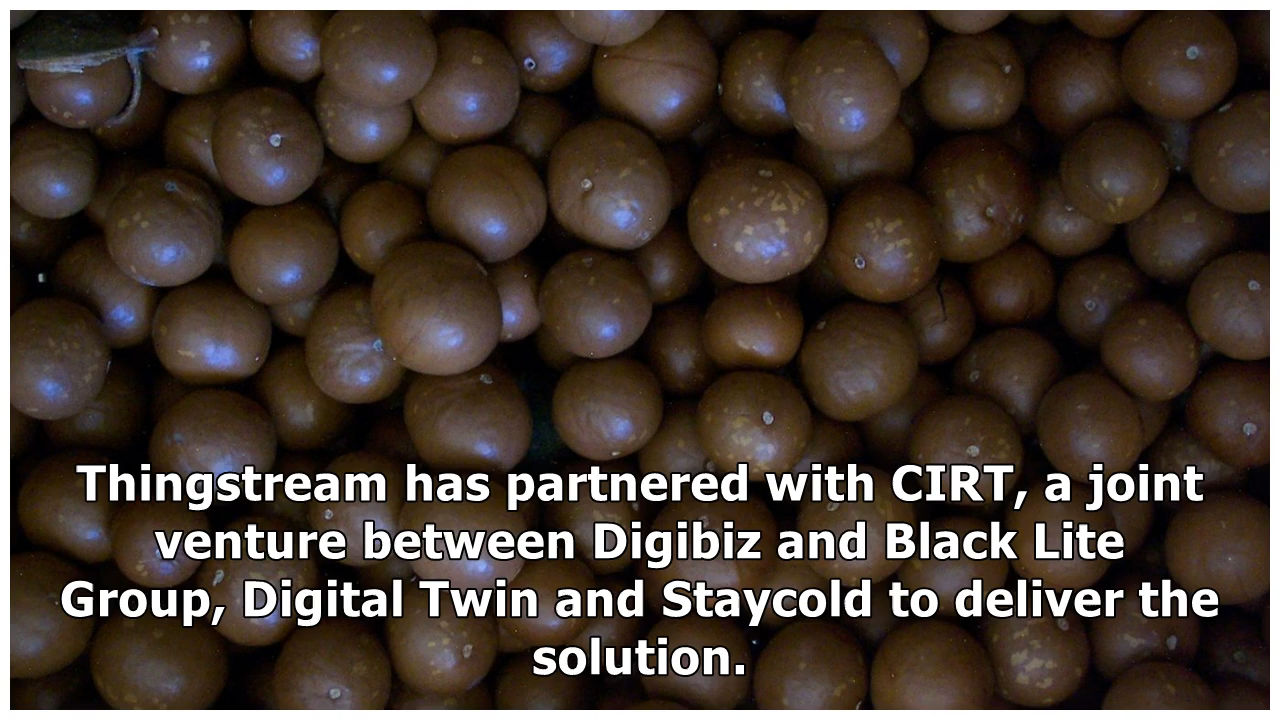 Thingstream has partnered with CIRT, a joint
venture between Digibiz and Black Lite
Group, Digital Twin and Staycold to deliver the
solution.